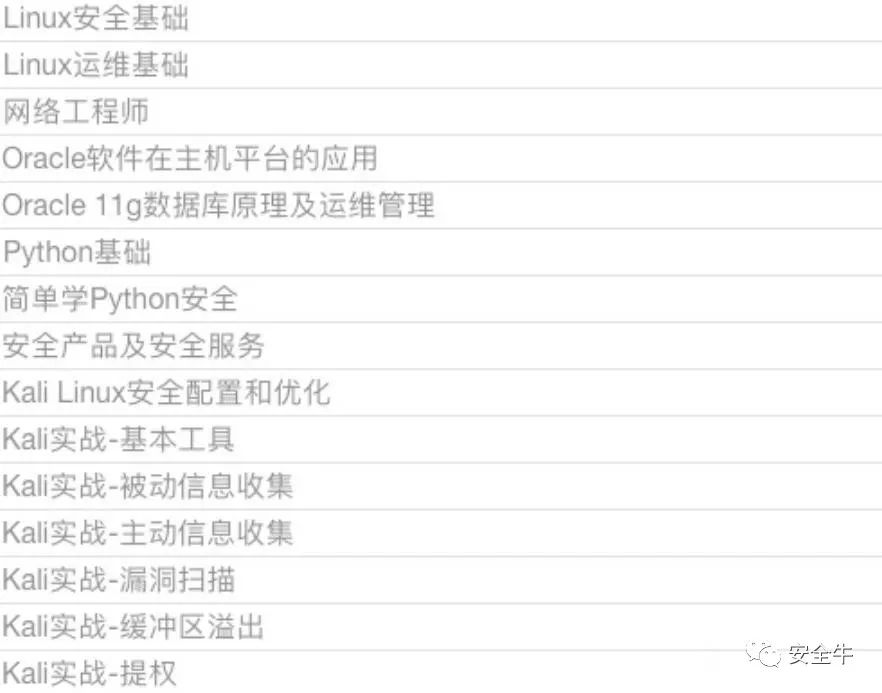 Linux安全基础
Linux运维基础
网络工程师
Oracle软件在主机平台的应用
Oracle 11g数据库原理及运维管理
Python基础
简单学Python安全
安全产品及安全服务
Kali Linux安全配置和优化
Kali实战-基本工具
Kali实战-被动信息收集
Kali实战-主动信息收集
Kali实战-漏洞扫描
Kali实战-缓冲区溢出
Kali实战-提权
安全牛